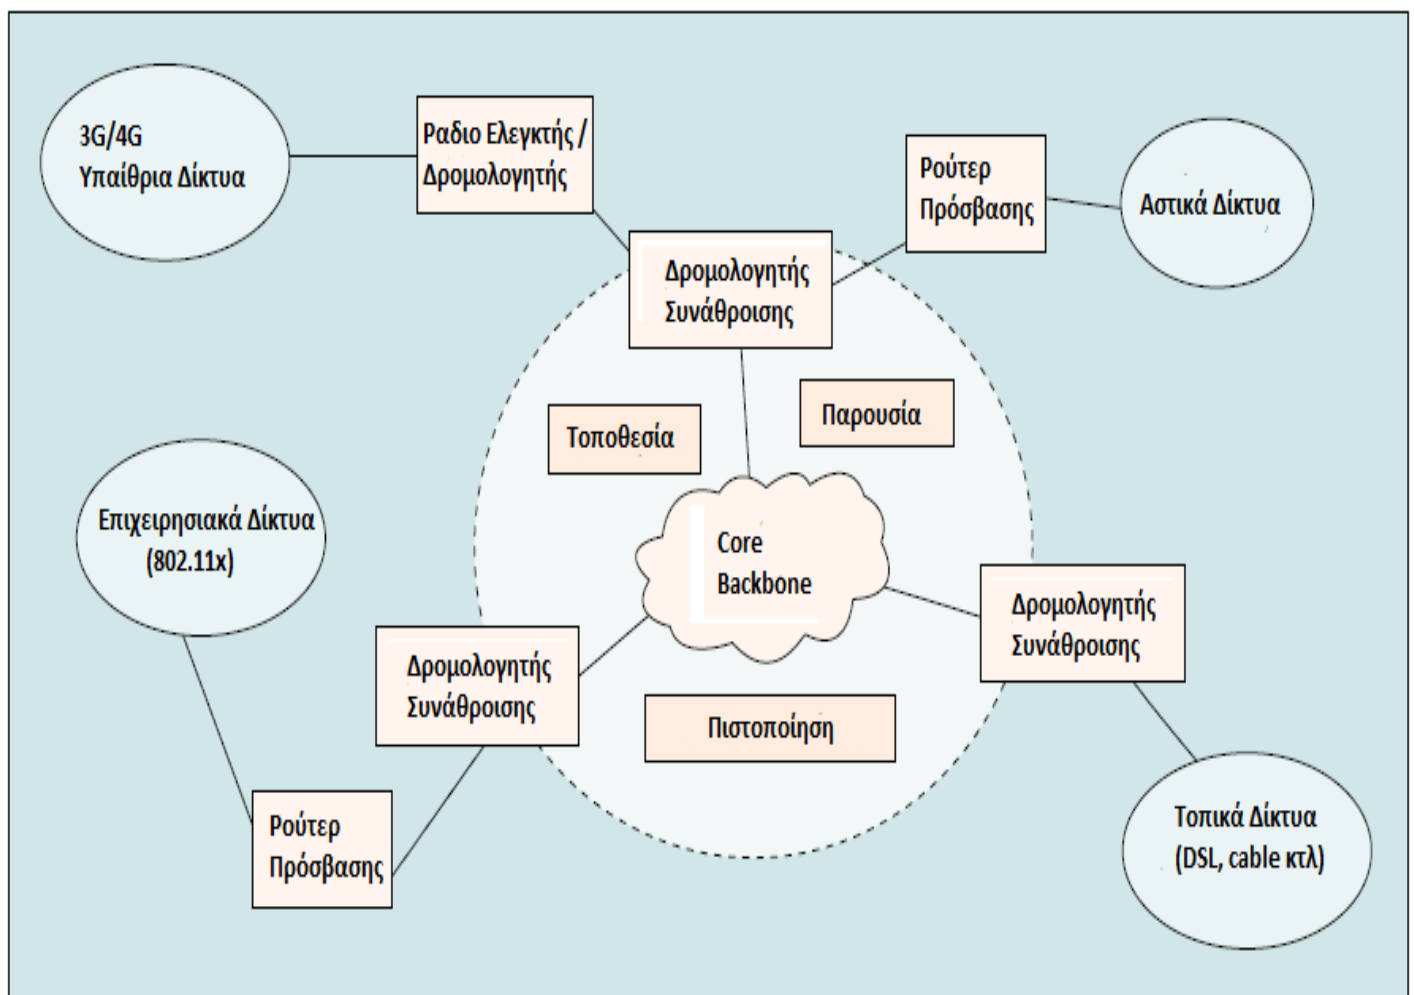 3G/4G
Υπαίθρια Δίκτυα
Ραδιο Ελεγκτής /
Δρομολογητής
Ρούτερ
Πρόσβασης
Αστικά Δίκτυα
Δρομολογητής
Συνάθροισης
Τοποθεσία
Παρουσία
Επιχειρησιακά Δίκτυα
(802.11x)
Core
Backbone
Δρομολογητής
Συνάθροισης
Δρομολογητής
Συνάθροισης
Πιστοποίηση
Ρούτερ
Πρόσβασης
Τοπικά Δίκτυα
(DSL, cable κτλ)